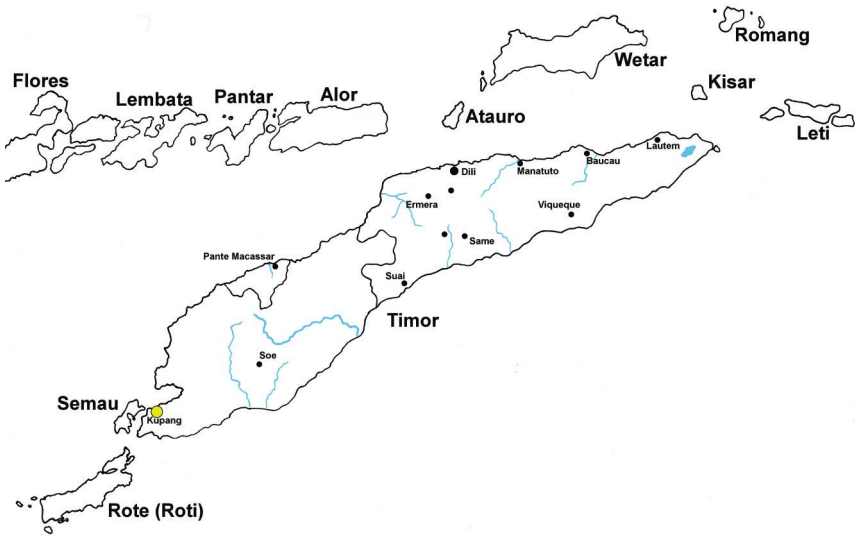 Romang
Wetar
Flores
Kisar
Lembata
Pantar
Alor
Atauro
Leti
Lautem
Baucau
Dili
Manatuto
Ermera
Viqueque
Same
Pante Macassar
Suai
Timor
Soe
Semau
Kupang
Rote (Roti)